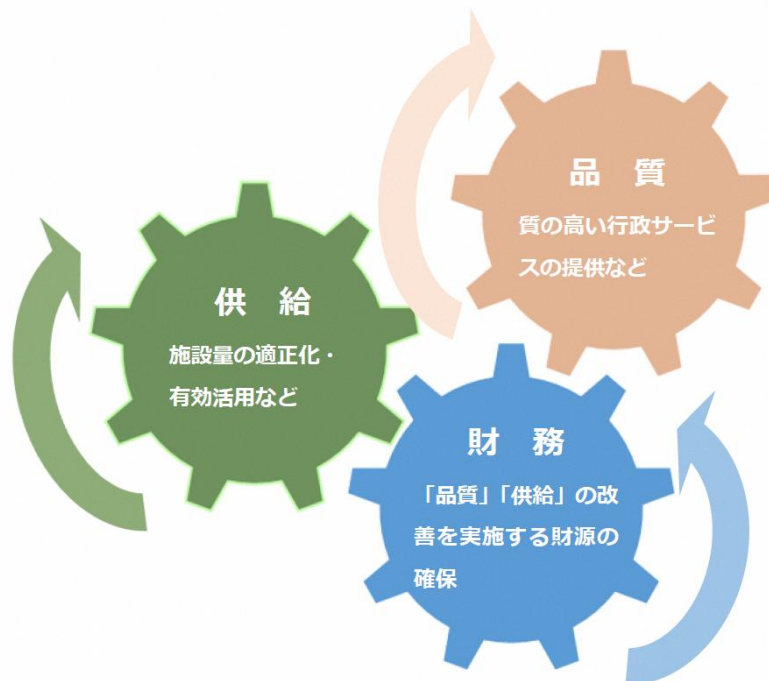 品　質
質の高い行政サービ
スの提供など
供　給
施設量の適正化・
有効活用など
財　務
「品質」「供給」の改
善を実施する財源の
確保